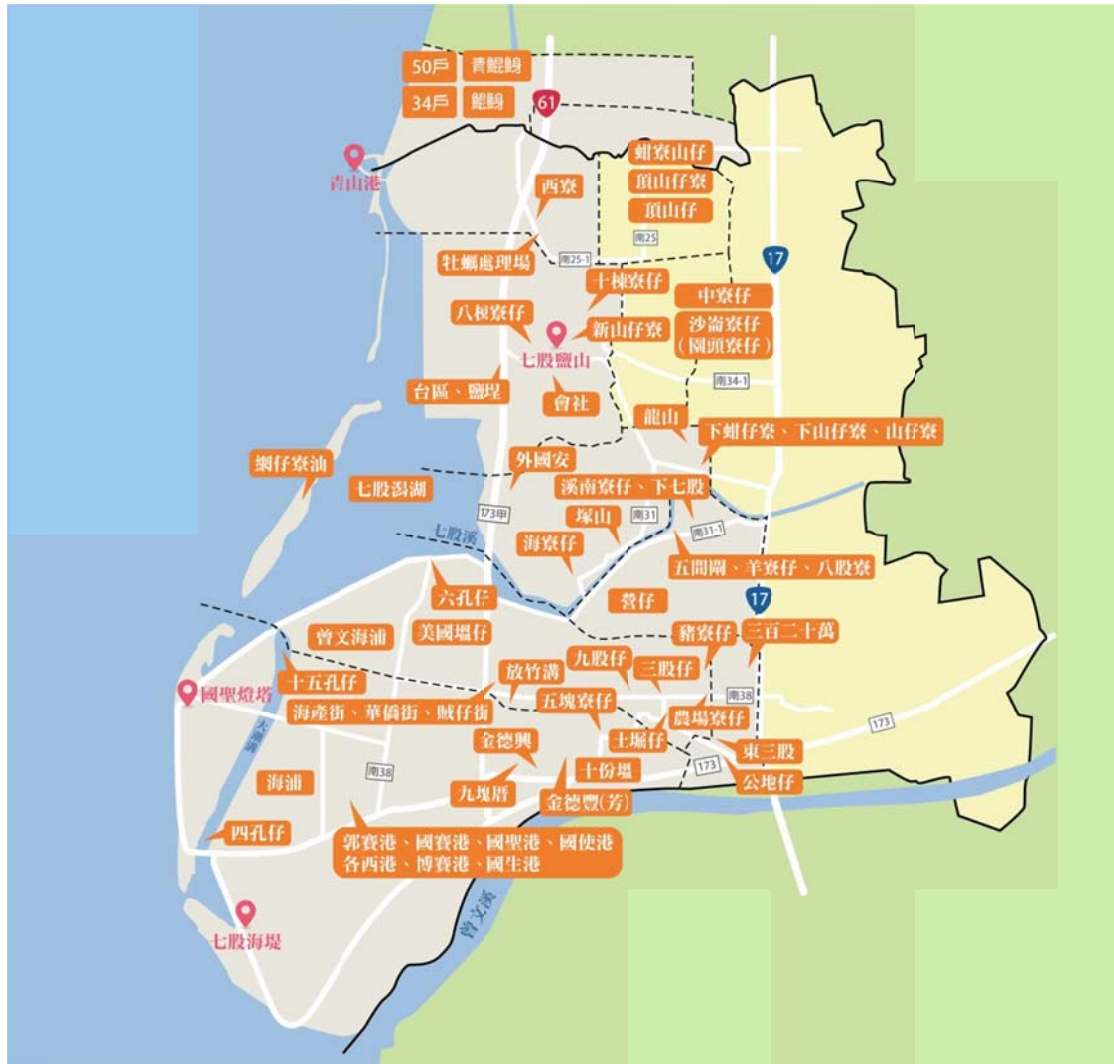 50戶
青鯤鯓
34戶
鯤鯓
61
青山港
蚶寮山仔
頂山仔寮
頂山仔
西寮
南25
17
牡蠣處理場
南25-1
十棟寮仔
中寮仔
八棟寮仔
新山仔寮
沙崙寮仔
(園頭寮仔)
七股鹽山
南34-1
台區、鹽埕
會社
龍山
下蚶仔寮、下山仔寮、山仔寮
外國安
網仔寮汕
七股潟湖
溪南寮仔、下七股
173甲
塚山
南31
南31-1
七股溪
海寮仔
五間閘、羊寮仔、八股寮
六孔仔
營仔
17
曾文海浦
美國塭仔
豬寮仔
三百二十萬
十五孔仔
放竹溝
九股仔
三股仔
國聖燈塔
南38
海產街、華僑街、賊仔街
五塊寮仔
農場寮仔
173
大潮溝
金德興
土堀仔
東三股
海浦
南38
十份塭
173
九塊厝
金德豐(芳)
公地仔
四孔仔
郭賽港、國賽港、國聖港、國使港
各西港、博賽港、國生港
曾文溪
七股海堤